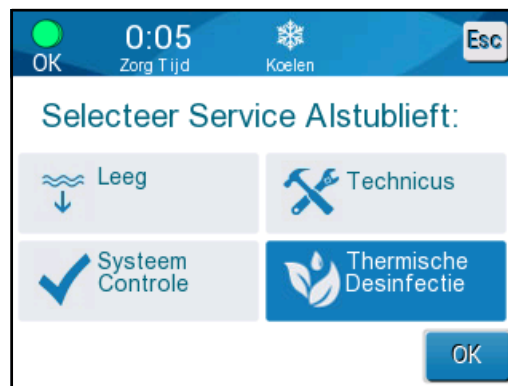 OK
0:05
Zorg Tijd
Koelen
Esc
Selecteer Service Alstublieft:
Leeg
Technicus
Systeem
Controle
Thermische
Desinfectie
OK